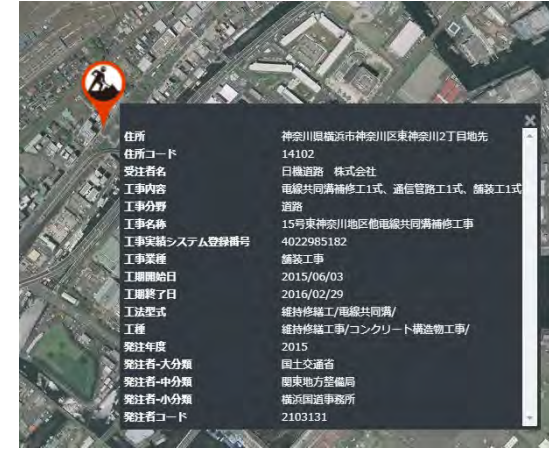 住所 神奈川県横浜市神奈川区東神奈川2丁目地先
住所コード 14102
受注者名 日機道路 株式会社
工事内容 電線共同溝補修工1式、通信管路工1式、舗装工1式
工事分野 道路
工事名称 15号東神奈川地区他電線共同溝補修工事
工事実績システム登録番号 4022985182
工事業種 舗装工事
工期開始日 2015/06/03
工期終了日 2016/02/29
工法型式 維持修繕工/電線共同溝/
工種 維持修繕工事/コンクリート構造物工事/
発注年度 2015
発注者-大分類 国土交通省
発注者-中分類 関東地方整備局
発注者-小分類 横浜国道事務所
発注者コード 2103131